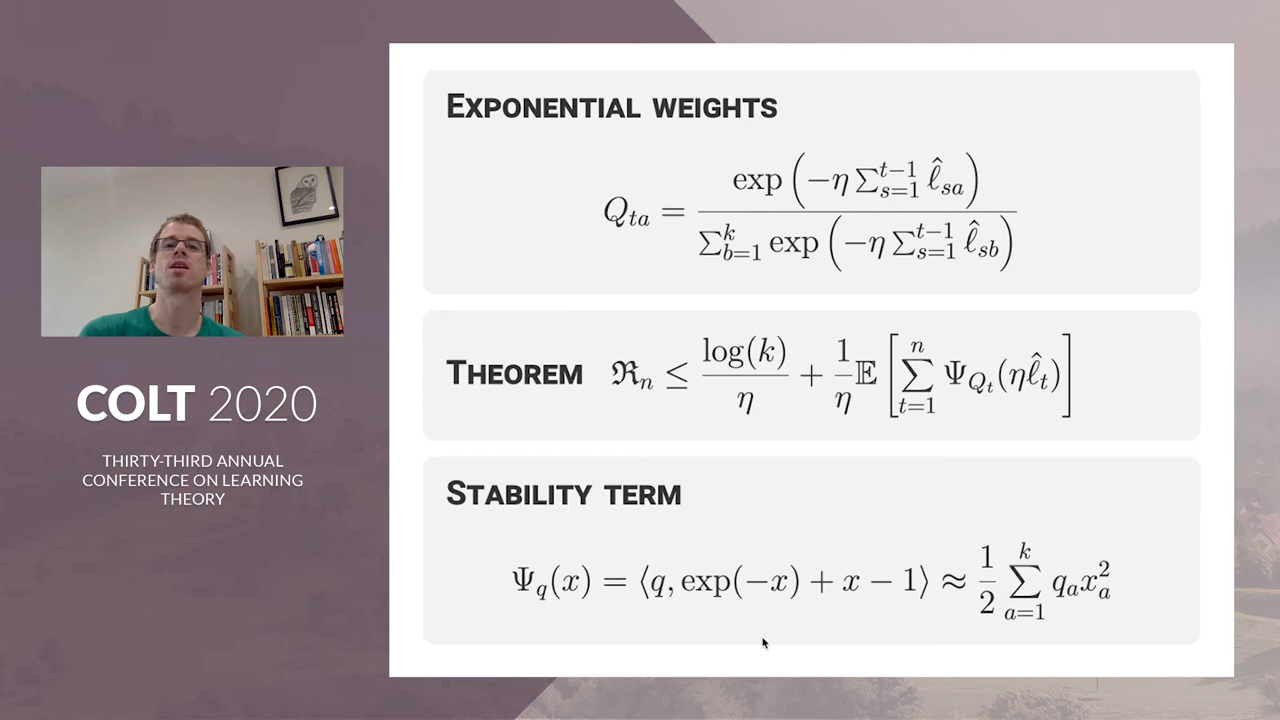 COLT 2020
THIRTY-THIRD ANNUAL
CONFERENCE ON LEARNING
THEORY
EXPONENTIAL WEIGHTS
Q_{ta} = \frac{\exp\left(-\eta \sum_{s=1}^{t-1} \hat{\ell}_{sa}\right)}{\sum_{b=1}^{k} \exp\left(-\eta \sum_{s=1}^{t-1} \hat{\ell}_{sb}\right)}
THEOREM \mathfrak{R}_n \leq \frac{\log(k)}{\eta} + \frac{1}{\eta} \mathbb{E}\left[\sum_{t=1}^{n} \Psi_{Q_t}(\eta \hat{\ell}_t)\right]
STABILITY TERM
\Psi_q(x) = \langle q, \exp(-x) + x - 1 \rangle \approx \frac{1}{2} \sum_{a=1}^{k} q_a x_a^2